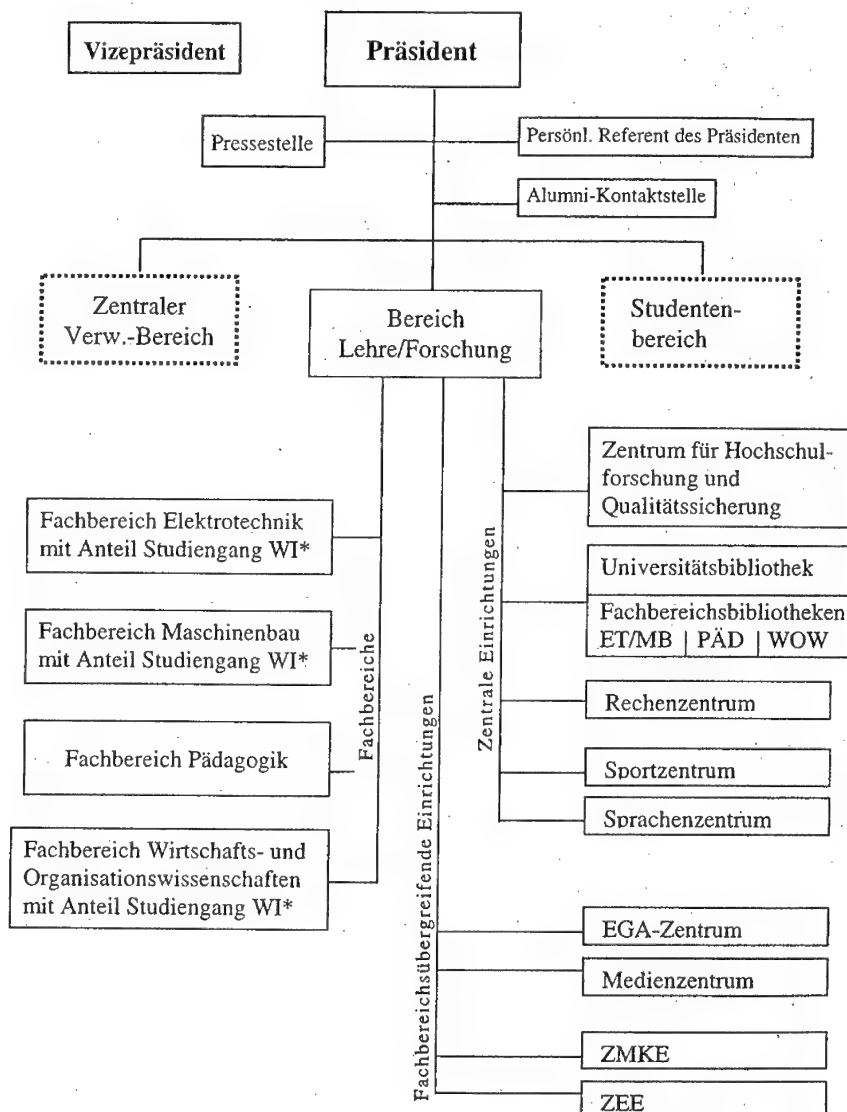 Vizepräsident
Präsident
Pressestelle
Persönl. Referent des Präsidenten
Alumni-Kontaktstelle
Zentraler
Verw.-Bereich
Bereich
Lehre/Forschung
Studenten-
bereich
Fachbereiche
Fachbereich Elektrotechnik
mit Anteil Studiengang WI*
Fachbereich Maschinenbau
mit Anteil Studiengang WI*
Fachbereich Pädagogik
Fachbereich Wirtschafts- und
Organisationswissenschaften
mit Anteil Studiengang WI*
Zentrale Einrichtungen
Zentrum für Hochschul-
forschung und
Qualitätssicherung
Universitätsbibliothek
Fachbereichsbibliotheken
ET/MB | PÄD | WOW
Rechenzentrum
Sportzentrum
Sprachenzentrum
Fachbereichsübergreifende Einrichtungen
EGA-Zentrum
Medienzentrum
ZMKE
ZEE